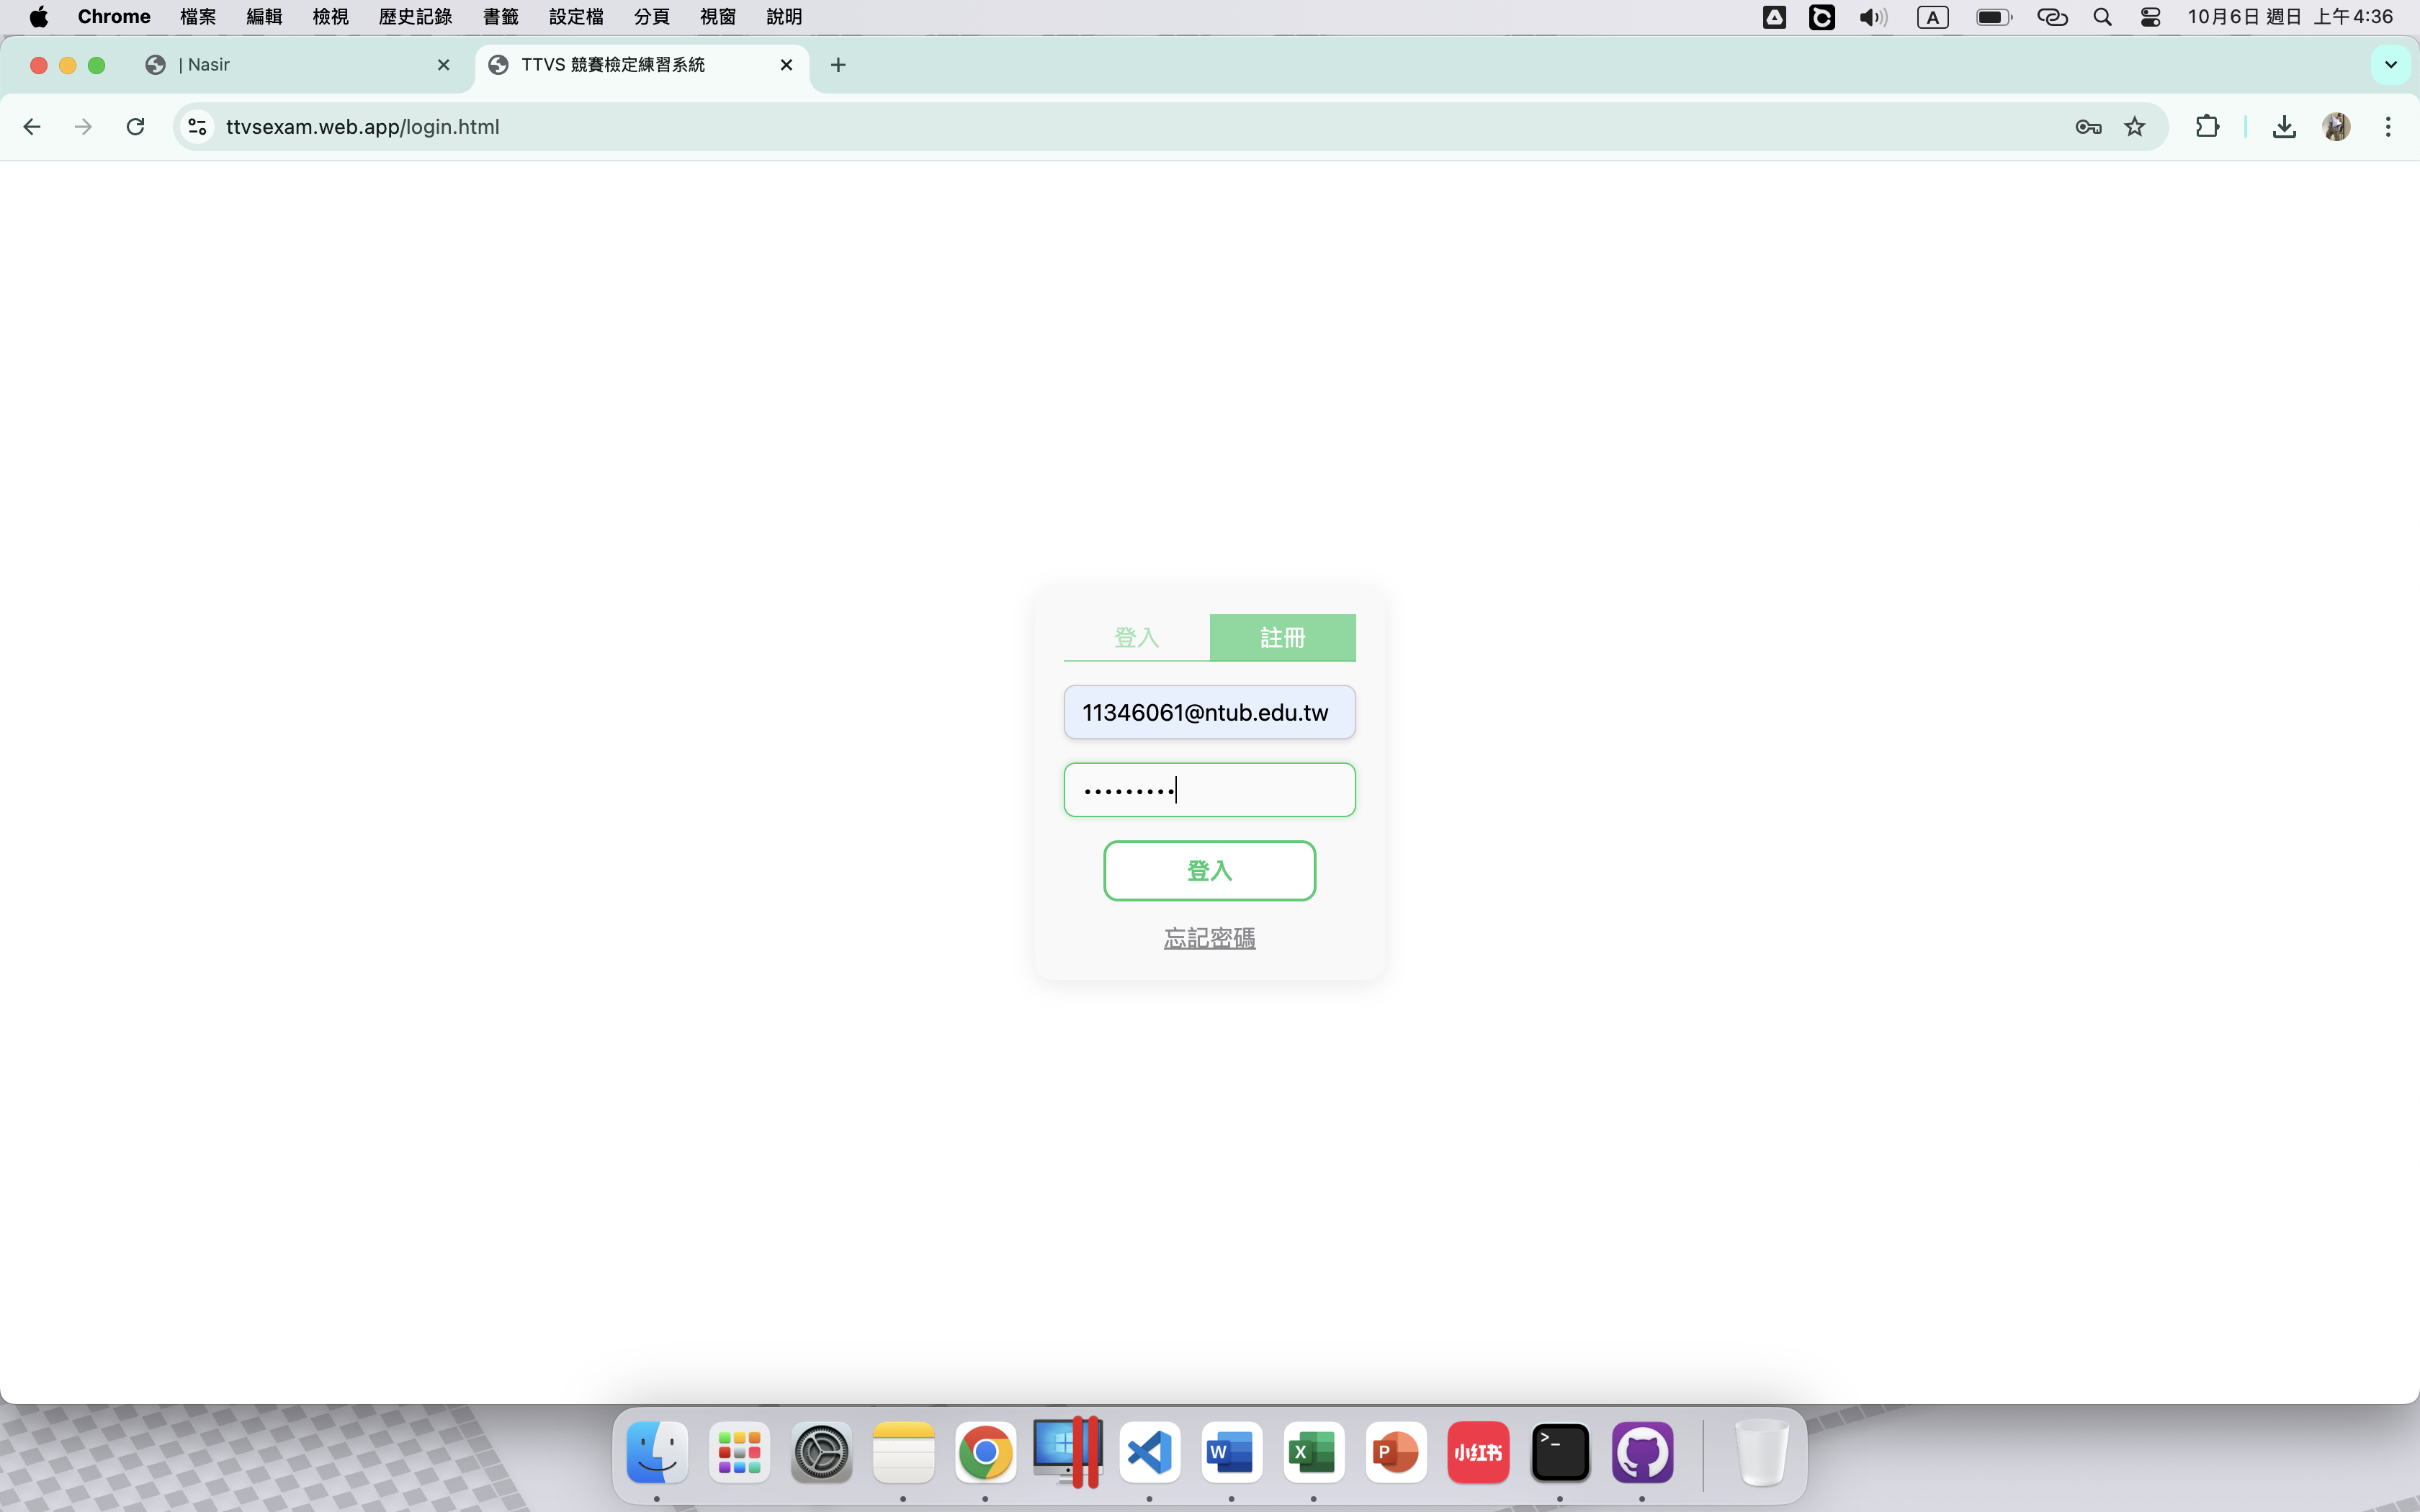 Chrome 檔案 編輯 檢視 歷史記錄 書籤 設定檔 分頁 視窗 說明 A 10月6日 週日 上午4:36
| Nasir TTVS 競賽檢定練習系統
ttvsexam.web.app/login.html
登入 註冊
11346061@ntub.edu.tw
登入
忘記密碼
W X P 小红书 >_